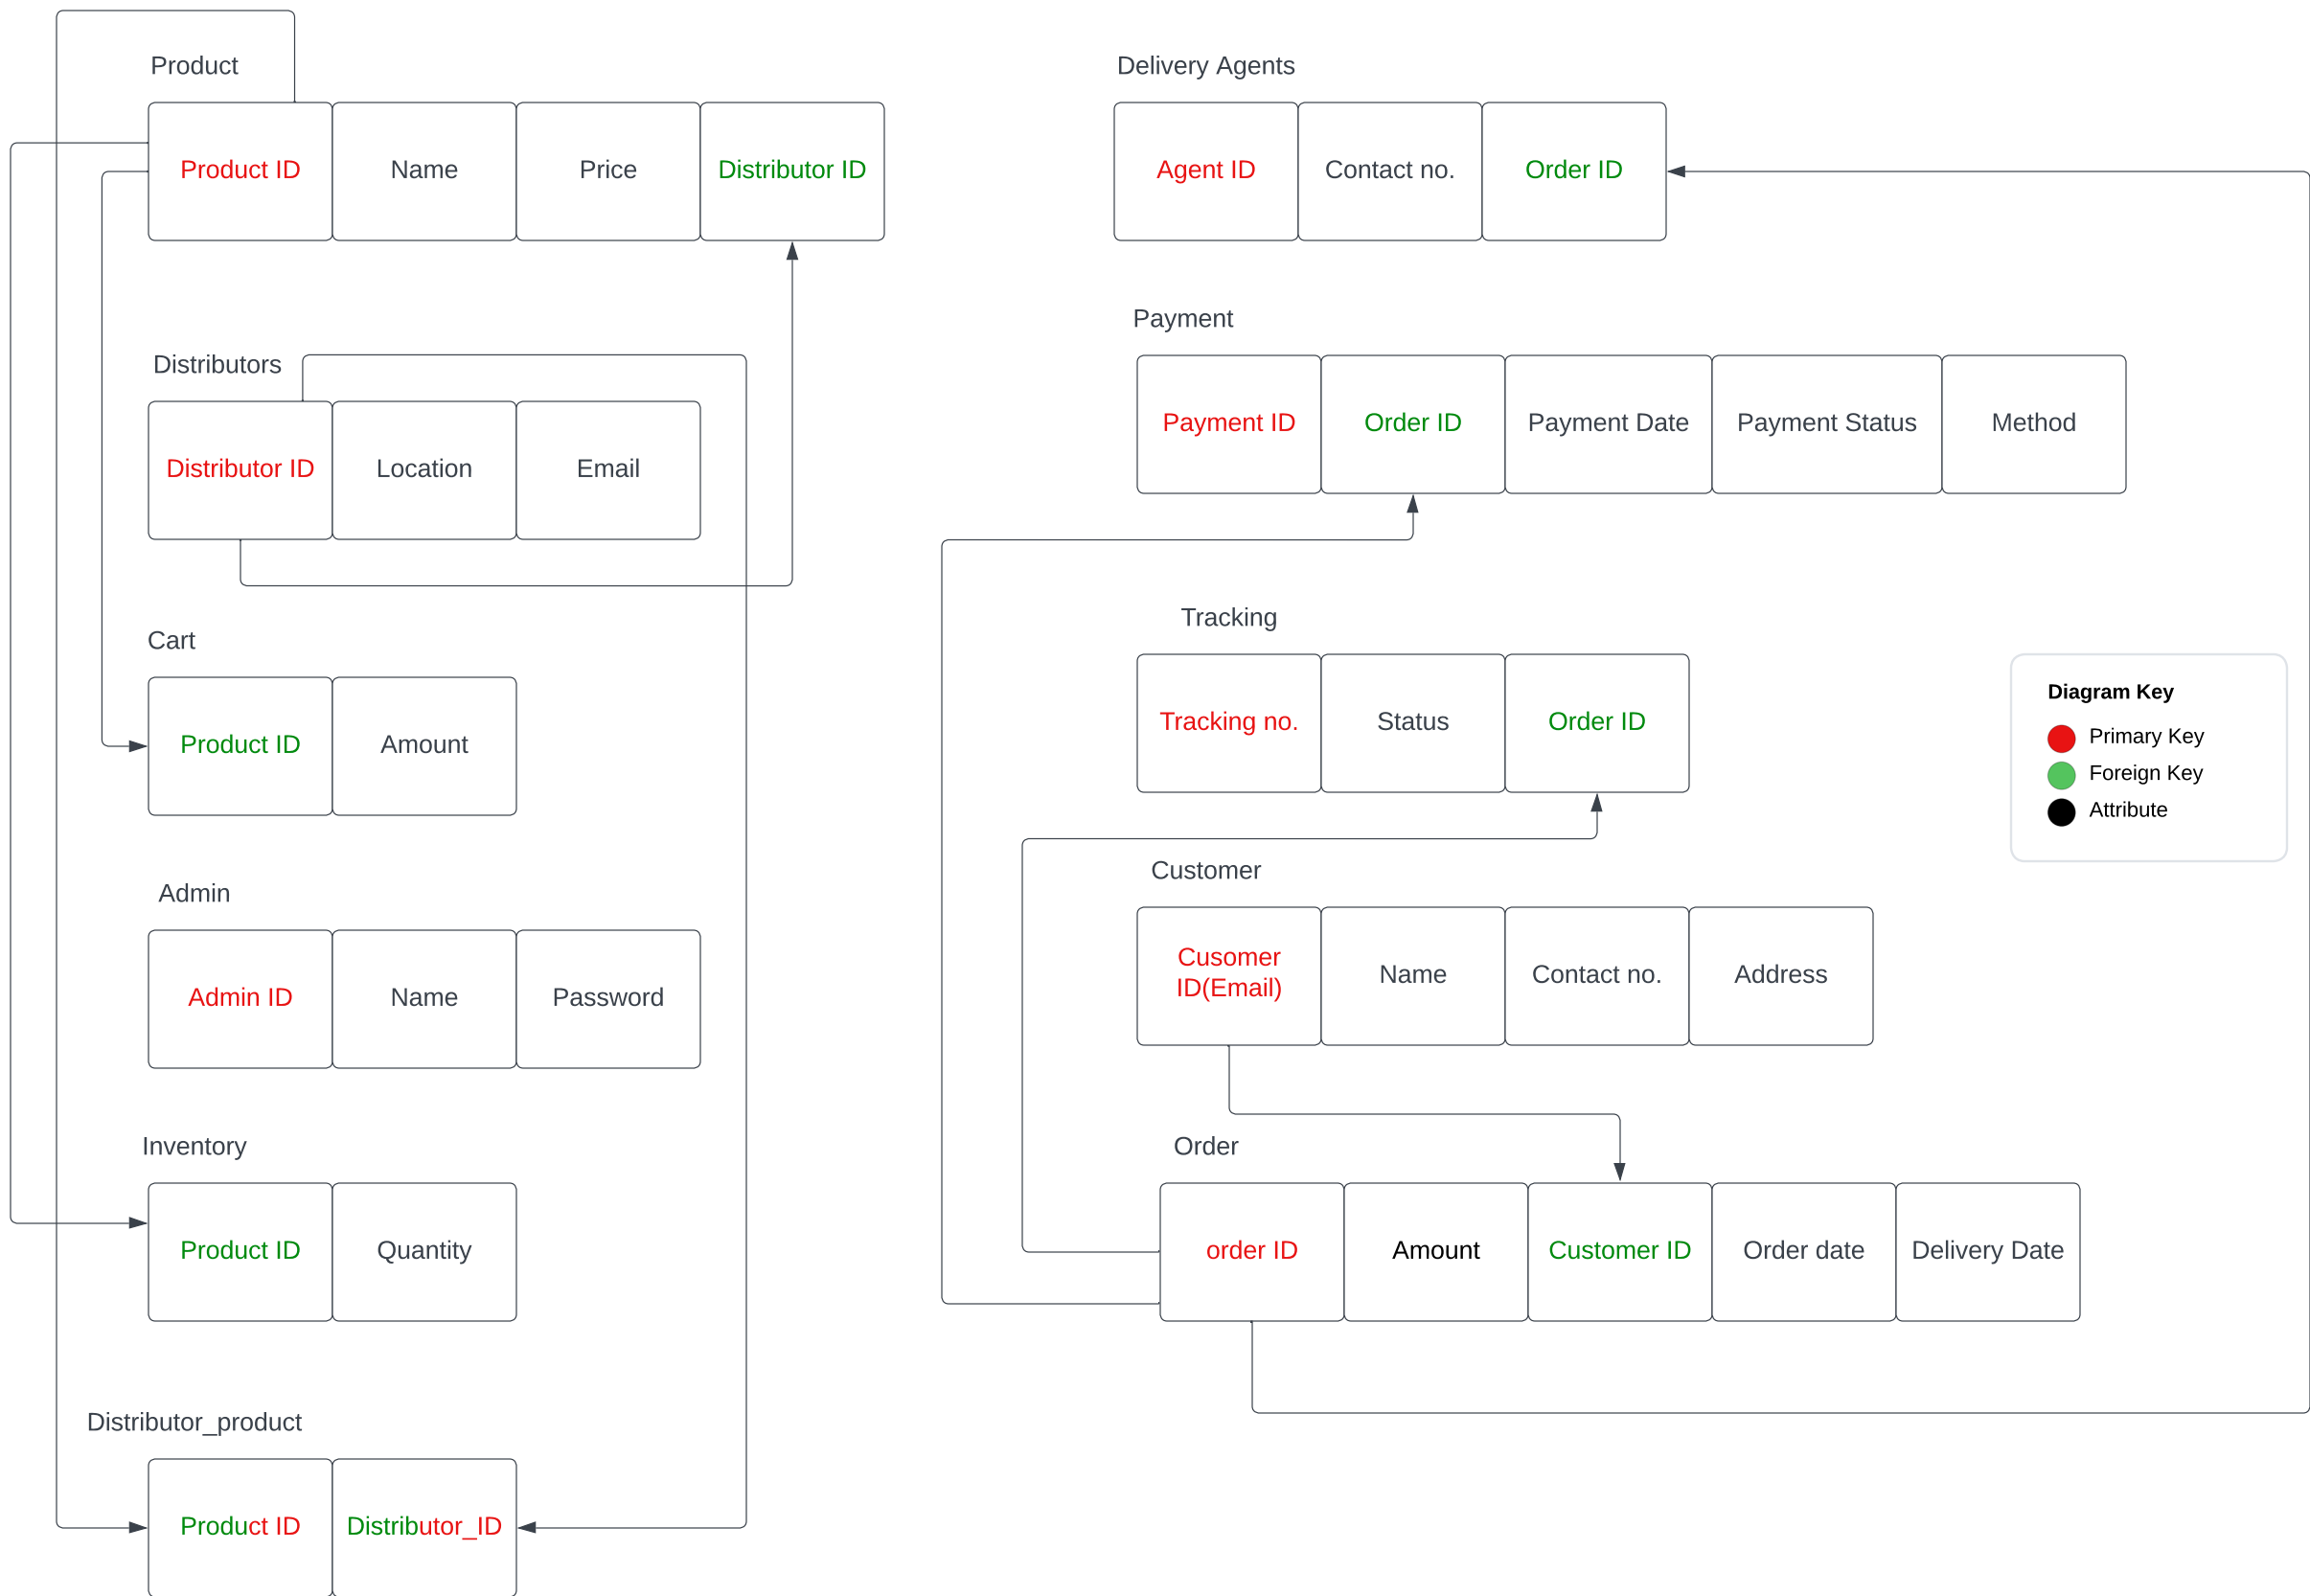 Product
Product ID
Name
Price
Distributor ID
Distributors
Distributor ID
Location
Email
Cart
Product ID
Amount
Admin
Admin ID
Name
Password
Inventory
Product ID
Quantity
Distributor_product
Product ID
Distributor_ID
Delivery Agents
Agent ID
Contact no.
Order ID
Payment
Payment ID
Order ID
Payment Date
Payment Status
Method
Tracking
Tracking no.
Status
Order ID
Customer
Cusomer
ID(Email)
Name
Contact no.
Address
Order
order ID
Amount
Customer ID
Order date
Delivery Date
Diagram Key
Primary Key
Foreign Key
Attribute